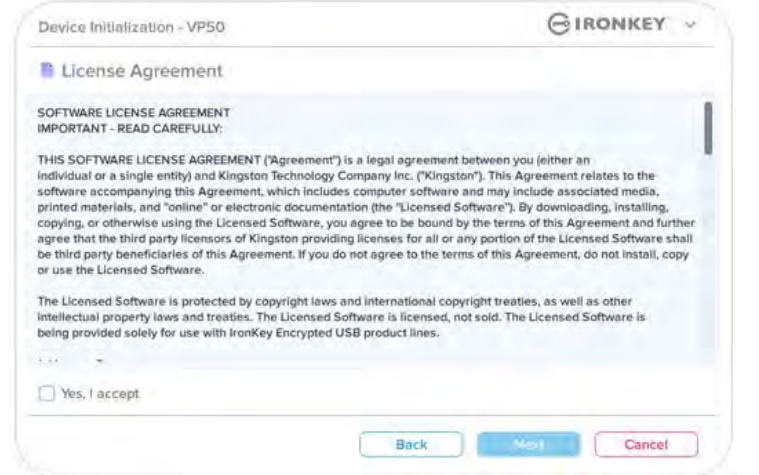 Device Initialization - VP50
IRONKEY
License Agreement
SOFTWARE LICENSE AGREEMENT
IMPORTANT - READ CAREFULLY:
THIS SOFTWARE LICENSE AGREEMENT ("Agreement") is a legal agreement between you (either an
individual or a single entity) and Kingston Technology Company Inc. ("Kingston"). This Agreement relates to the
software accompanying this Agreement, which includes computer software and may include associated media,
printed materials, and "online" or electronic documentation (the "Licensed Software"). By downloading, installing,
copying, or otherwise using the Licensed Software, you agree to be bound by the terms of this Agreement and further
agree that the third party licensors of Kingston providing licenses for all or any portion of the Licensed Software shall
be third party beneficiaries of this Agreement. If you do not agree to the terms of this Agreement, do not install, copy
or use the Licensed Software.
The Licensed Software is protected by copyright laws and international copyright treaties, as well as other
intellectual property laws and treaties. The Licensed Software is licensed, not sold. The Licensed Software is
being provided solely for use with IronKey Encrypted USB product lines.
Yes, I accept
Back
Next
Cancel